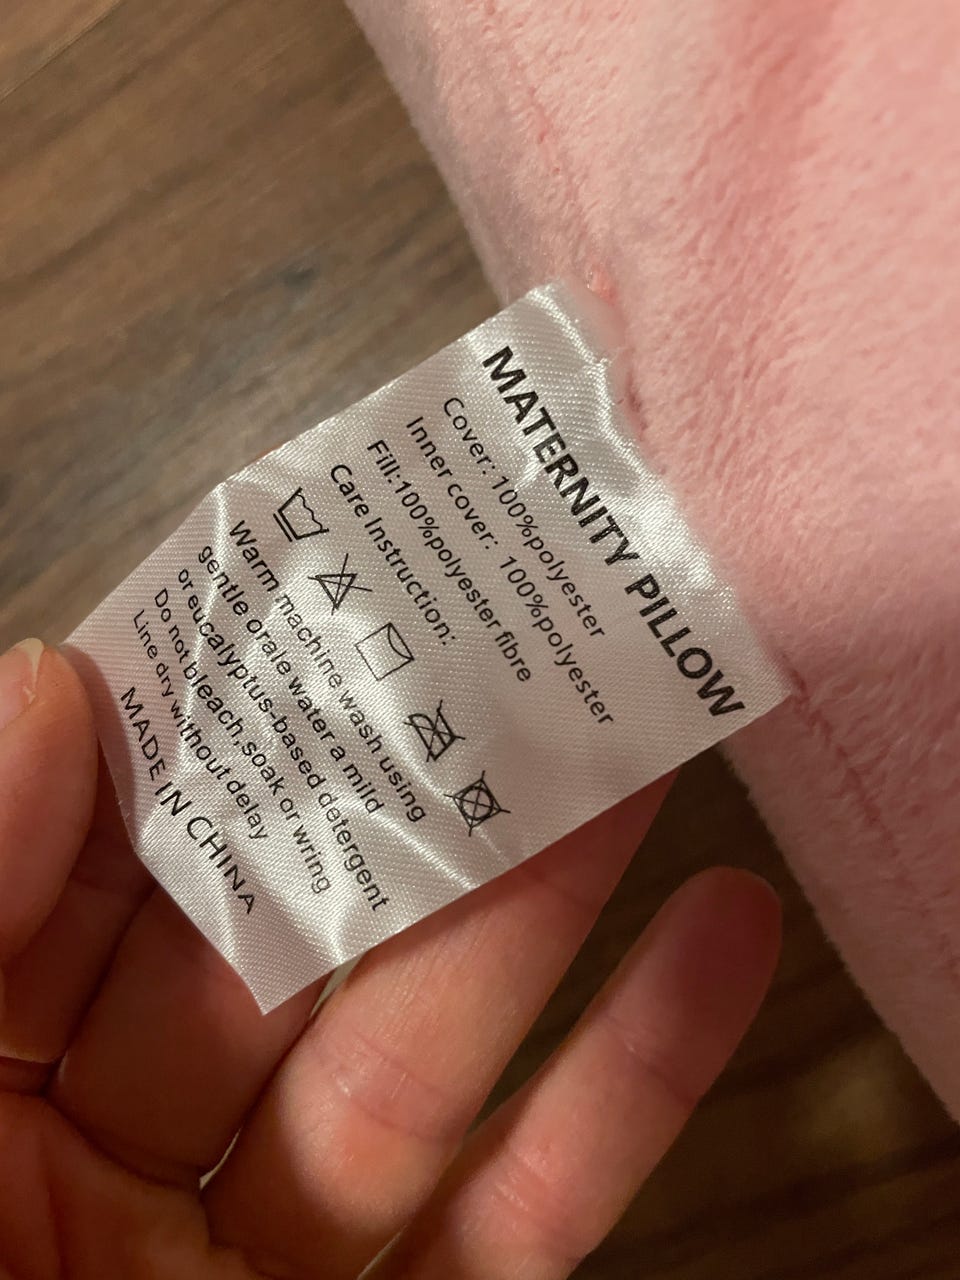 MATERNITY PILLOW
Cover: 100%polyester
Inner cover: 100%polyester
Fill:100%polyester fibre
Care Instruction:
Warm machine wash using
gentle orale water a mild
or eucalyptus-based detergent
Do not bleach,soak or wring
Line dry without delay
MADE IN CHINA